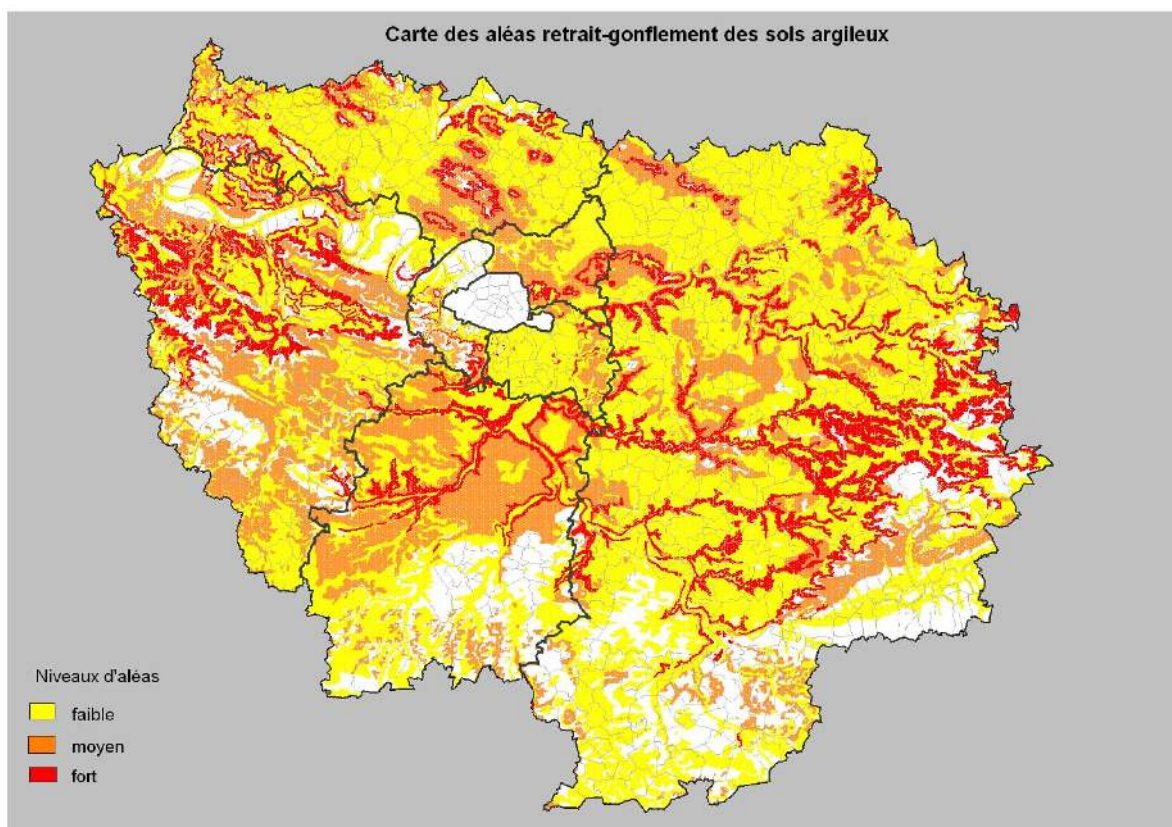 Carte des aléas retrait-gonflement des sols argileux
Niveaux d'aléas
faible
moyen
fort